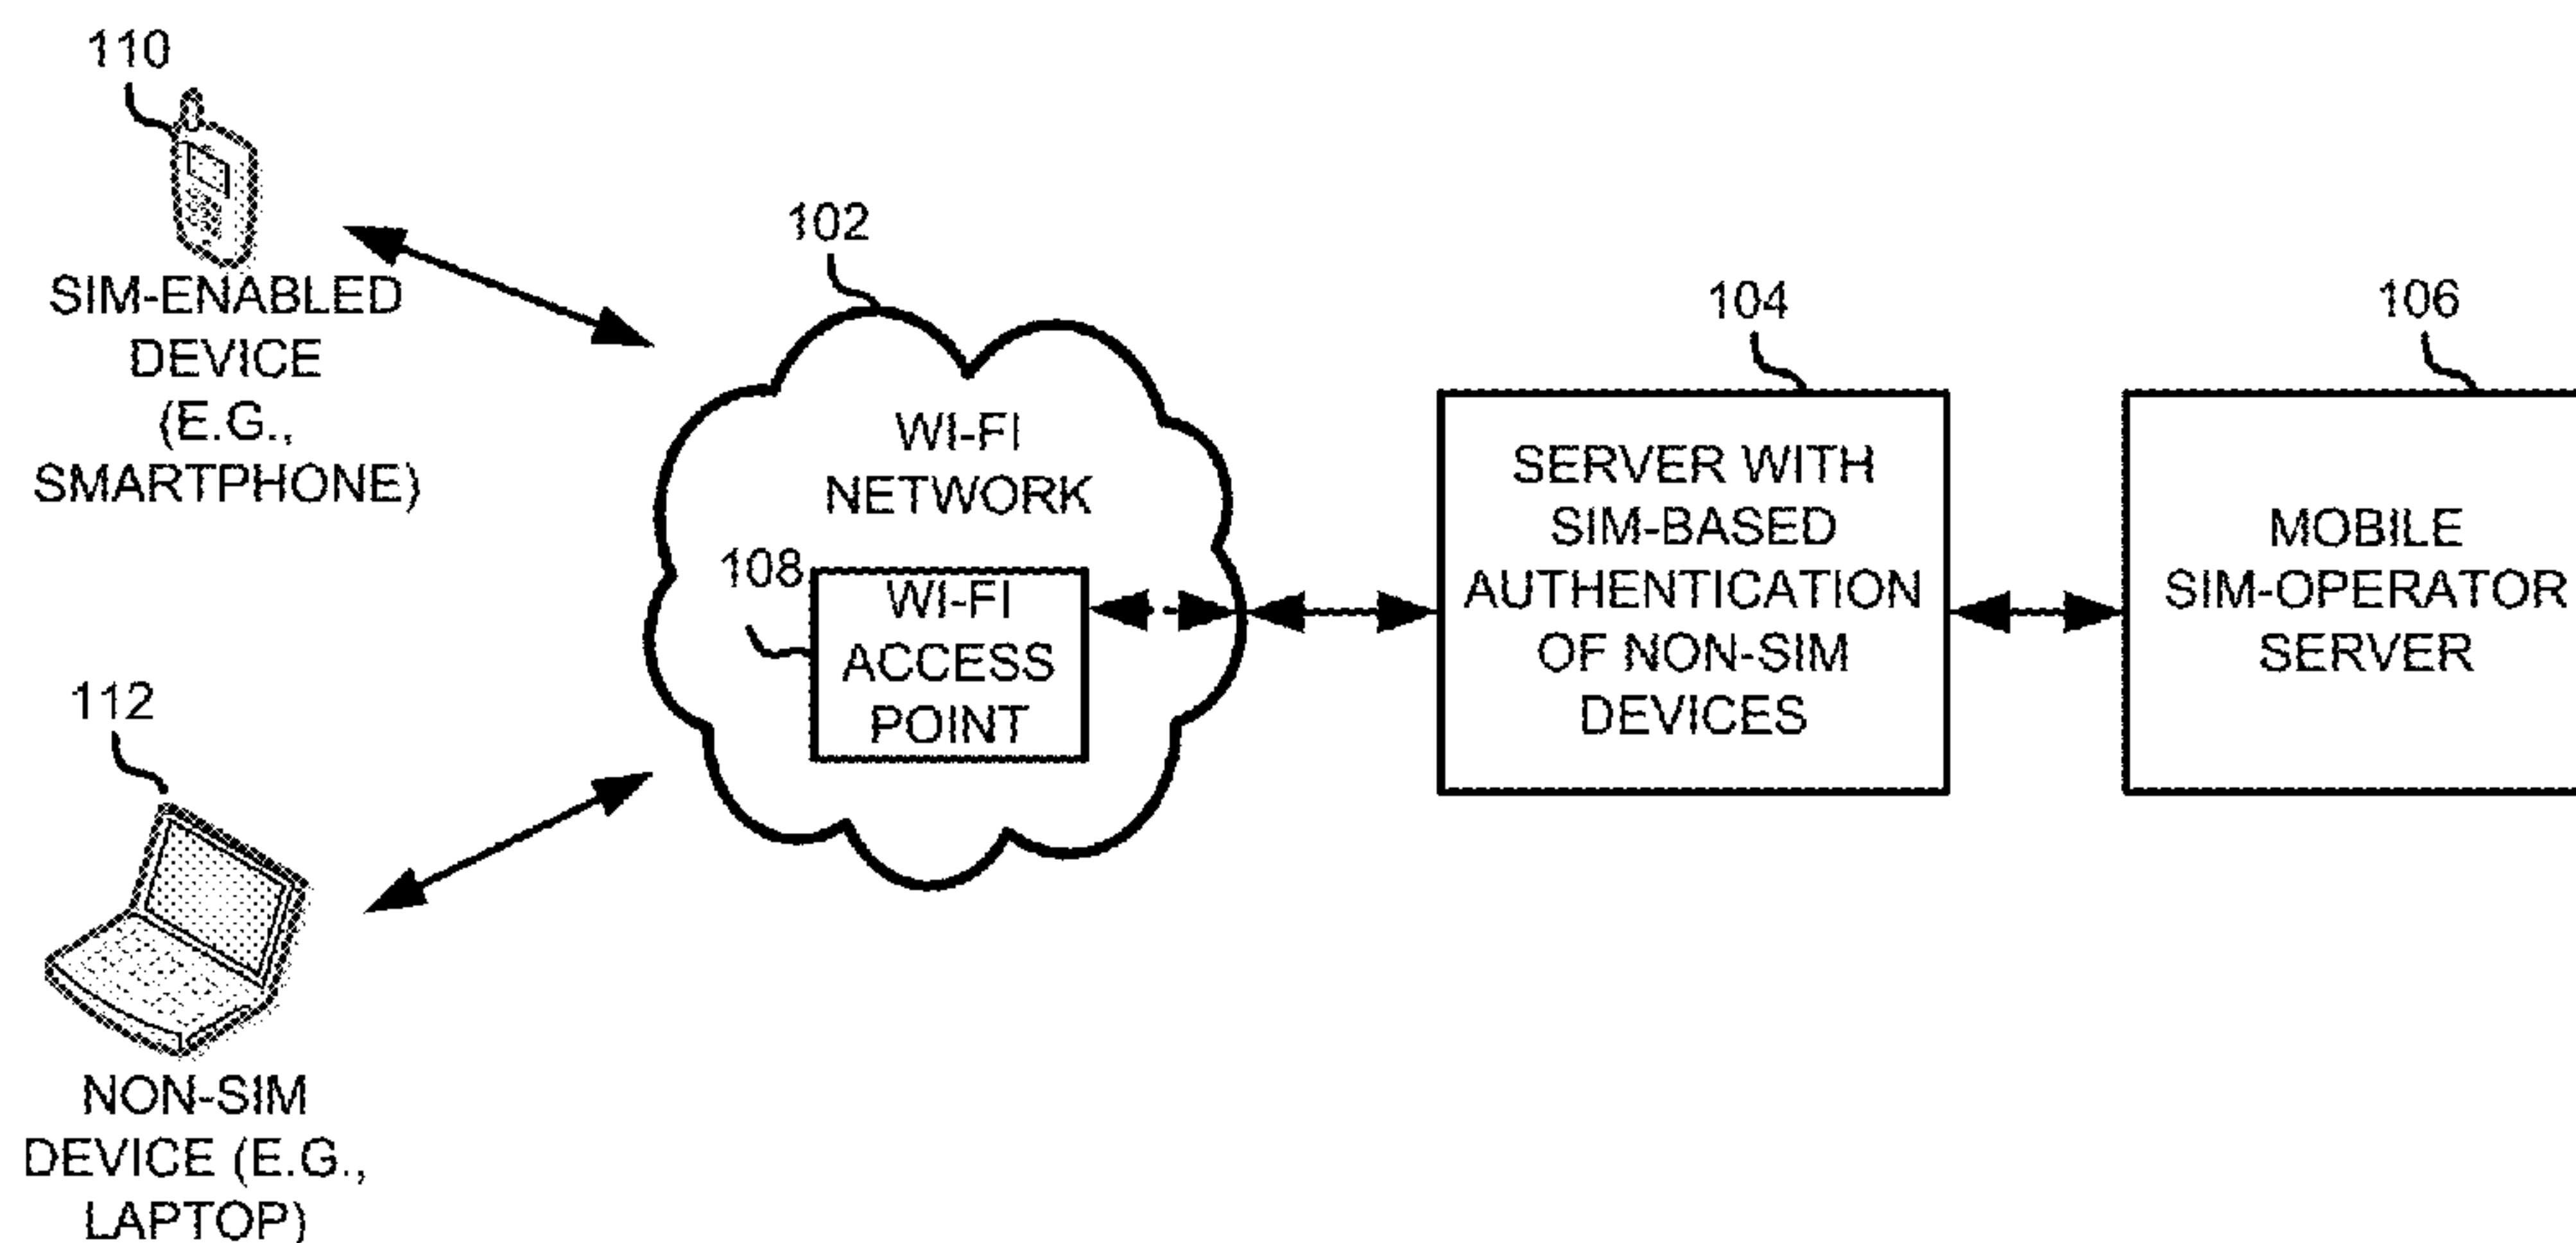 110
SIM-ENABLED
DEVICE
(E.G.,
SMARTPHONE)
102
WI-FI
NETWORK
108
WI-FI
ACCESS
POINT
104
SERVER WITH
SIM-BASED
AUTHENTICATION
OF NON-SIM
DEVICES
106
MOBILE
SIM-OPERATOR
SERVER
112
NON-SIM
DEVICE (E.G.,
LAPTOP)